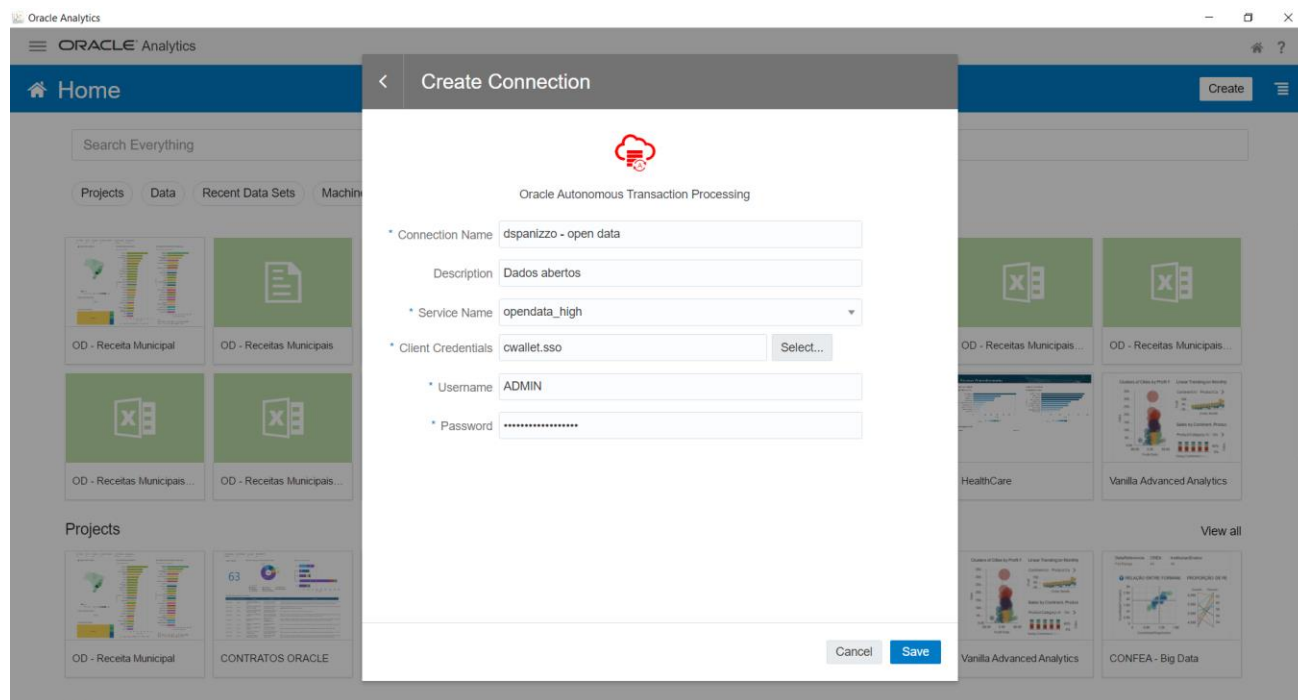 Oracle Analytics
ORACLE Analytics
?
Home
Create Connection
Create
Search Everything
Projects
Data
Recent Data Sets
Machin
Oracle Autonomous Transaction Processing
* Connection Name dspanizzo - open data
Description Dados abertos
* Service Name opendata_high
* Client Credentials cwallet.sso Select...
* Username ADMIN
* Password ••••••••••••••••••
OD - Receita Municipal
OD - Receitas Municipais
OD - Receitas Municipais...
OD - Receitas Municipais...
OD - Receitas Municipais...
OD - Receitas Municipais...
HealthCare
Vanilla Advanced Analytics
Projects
View all
63
OD - Receita Municipal
CONTRATOS ORACLE
Cancel
Save
Vanilla Advanced Analytics
CONFEA - Big Data